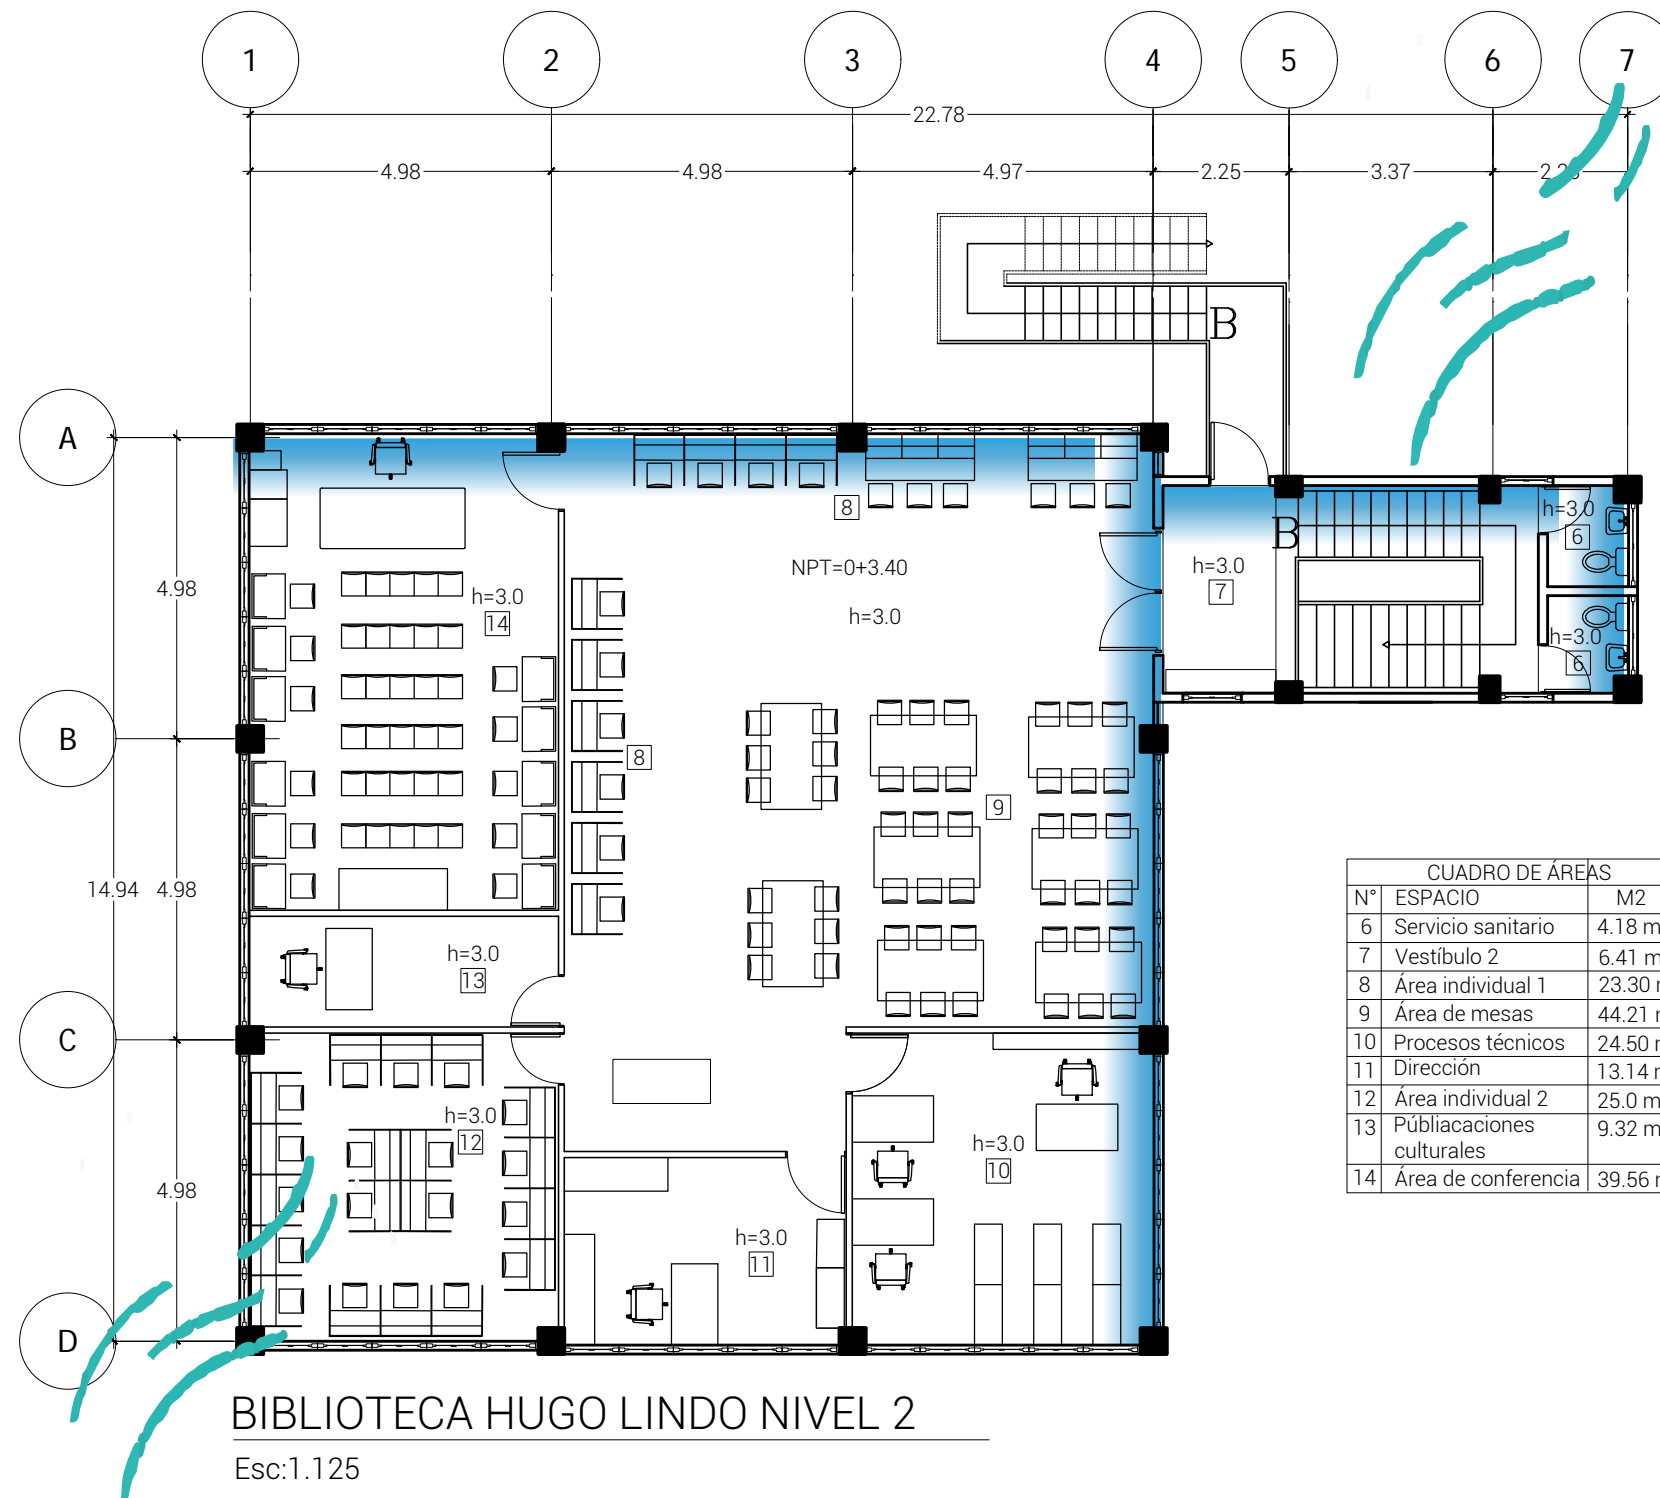 1 2 3 4 5 6 7
22.78
4.98 4.98 4.97 2.25 3.37
B
A
h=3.0
6
8
B
NPT=0+3.40
h=3.0
7
4.98
h=3.0
14
h=3.0
h=3.0
6
B
8
9
14.94 4.98
h=3.0
13
C
h=3.0
12
h=3.0
10
4.98
h=3.0
11
D
CUADRO DE ÁREAS
N° ESPACIO M2
6 Servicio sanitario 4.18 m
7 Vestíbulo 2 6.41 m
8 Área individual 1 23.30
9 Área de mesas 44.21
10 Procesos técnicos 24.50
11 Dirección 13.14
12 Área individual 2 25.0 m
13 Públiacaciones 9.32 m
culturales
14 Área de conferencia 39.56
BIBLIOTECA HUGO LINDO NIVEL 2
Esc:1.125